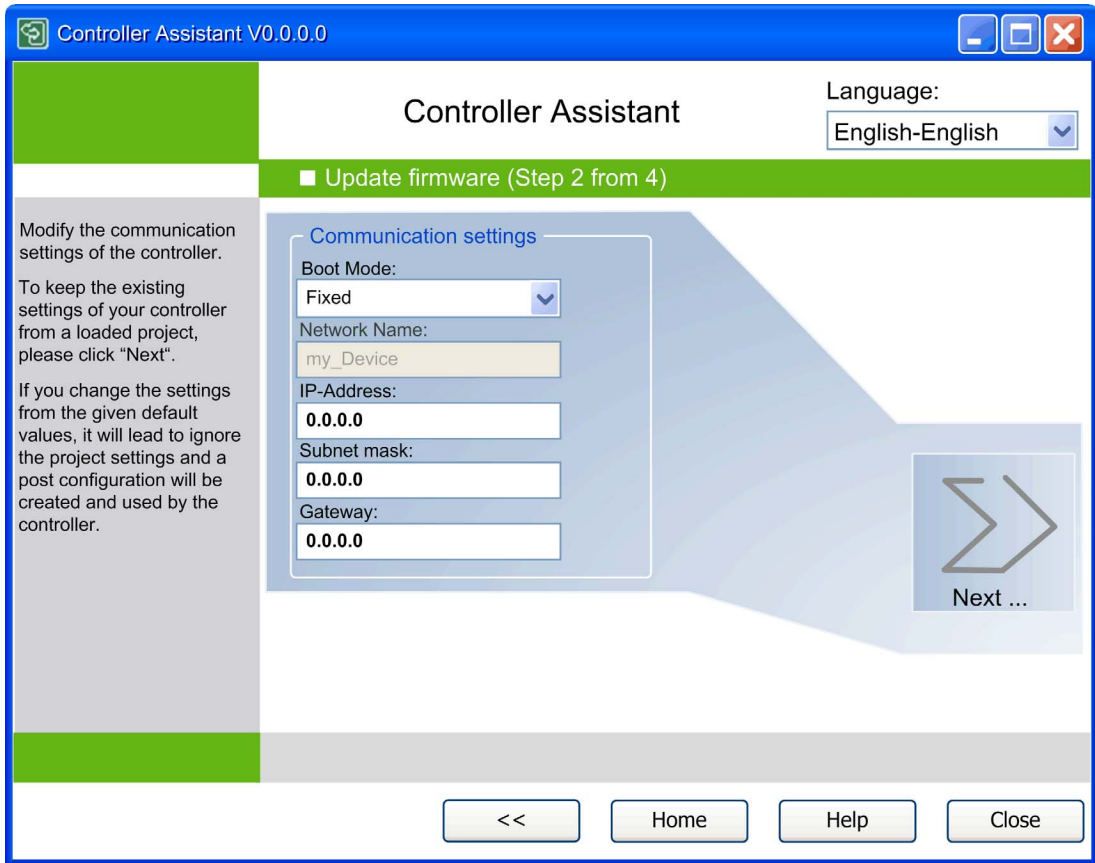 Controller Assistant V0.0.0.0
Controller Assistant
Language:
English-English
Update firmware (Step 2 from 4)
Modify the communication
settings of the controller.
To keep the existing
settings of your controller
from a loaded project,
please click “Next“.
If you change the settings
from the given default
values, it will lead to ignore
the project settings and a
post configuration will be
created and used by the
controller.
Communication settings
Boot Mode:
Fixed
Network Name:
my_Device
IP-Address:
0.0.0.0
Subnet mask:
0.0.0.0
Gateway:
0.0.0.0
Next ...
<<
Home
Help
Close